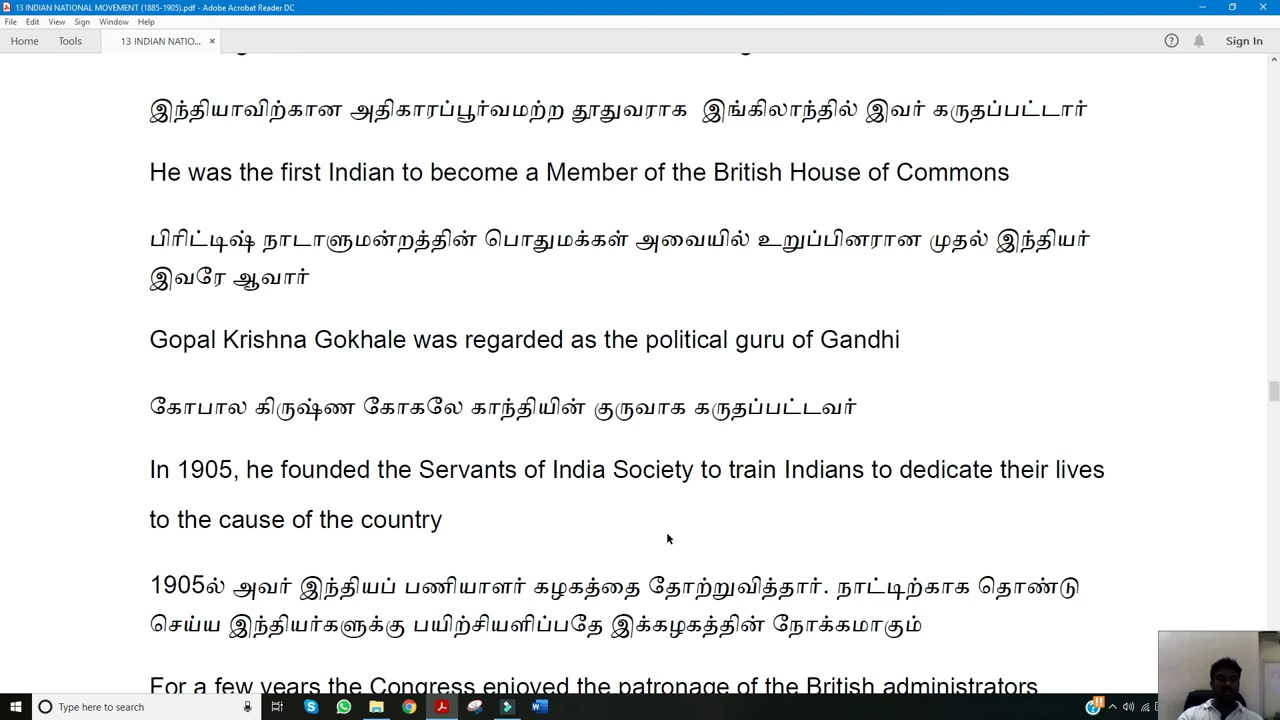 13 INDIAN NATIONAL MOVEMENT (1885-1905).pdf - Adobe Acrobat Reader DC
File Edit View Sign Window Help
Home Tools 13 INDIAN NATIO... × Sign In
இந்தியாவிற்கான அதிகாரப்பூர்வமற்ற தூதுவராக இங்கிலாந்தில் இவர் கருதப்பட்டார்
He was the first Indian to become a Member of the British House of Commons
பிரிட்டிஷ் நாடாளுமன்றத்தின் பொதுமக்கள் அவையில் உறுப்பினரான முதல் இந்தியர்
இவரே ஆவார்
Gopal Krishna Gokhale was regarded as the political guru of Gandhi
கோபால கிருஷ்ண கோகலே காந்தியின் குருவாக கருதப்பட்டவர்
In 1905, he founded the Servants of India Society to train Indians to dedicate their lives
to the cause of the country
1905ல் அவர் இந்தியப் பணியாளர் கழகத்தை தோற்றுவித்தார். நாட்டிற்காக தொண்டு
செய்ய இந்தியர்களுக்கு பயிற்சியளிப்பதே இக்கழகத்தின் நோக்கமாகும்
For a few years the Congress enjoyed the patronage of the British administrators
Type here to search